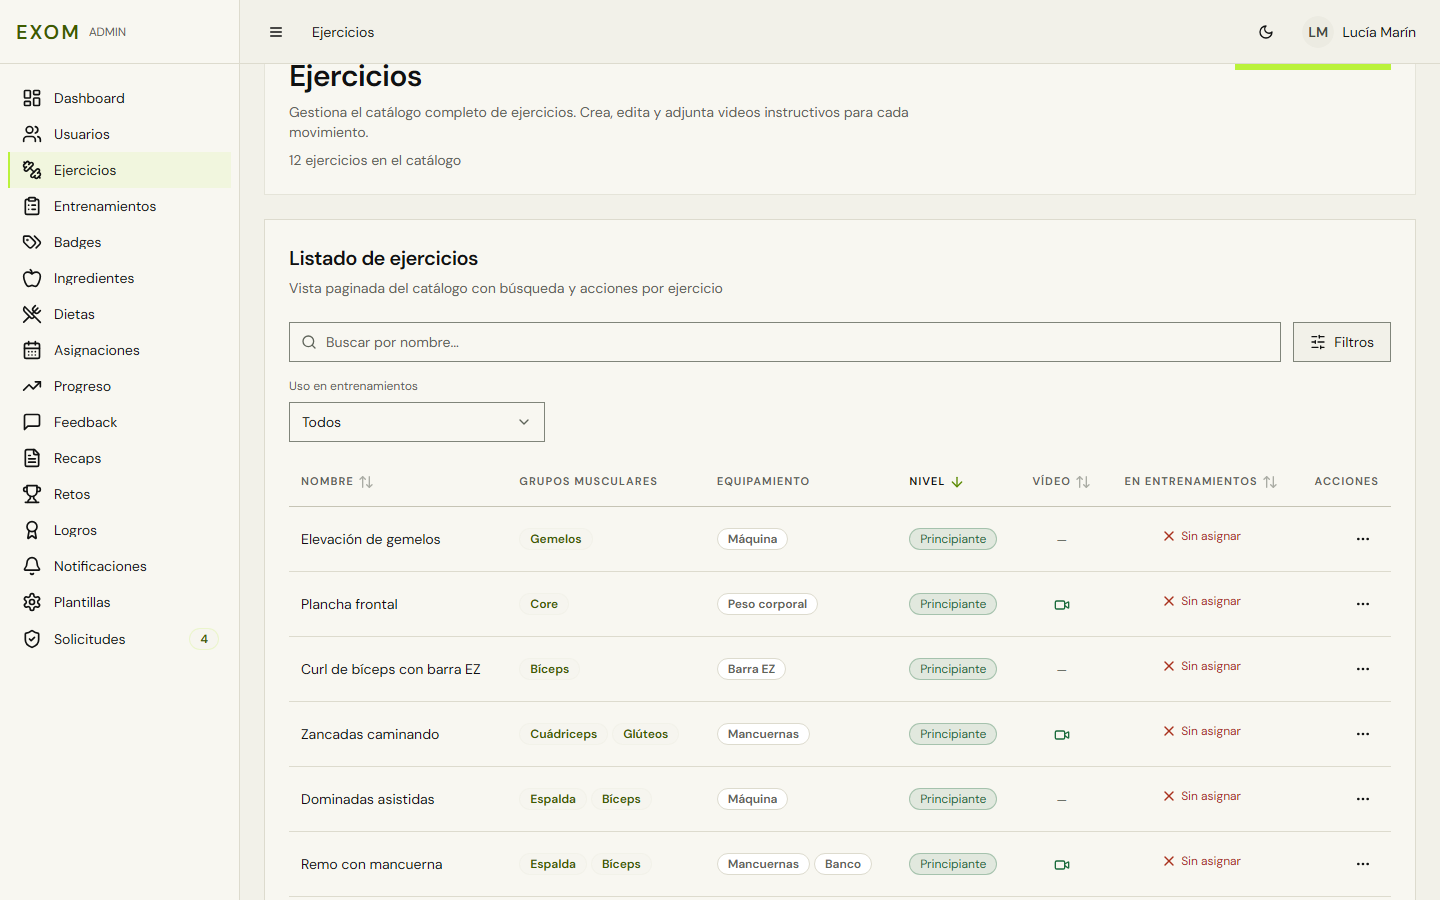 EXOM ADMIN
Ejercicios
LM Lucía Marín
Dashboard
Usuarios
Ejercicios
Entrenamientos
Badges
Ingredientes
Dietas
Asignaciones
Progreso
Feedback
Recaps
Retos
Logros
Notificaciones
Plantillas
Solicitudes 4
Ejercicios
Gestiona el catálogo completo de ejercicios. Crea, edita y adjunta videos instructivos para cada
movimiento.
12 ejercicios en el catálogo
Listado de ejercicios
Vista paginada del catálogo con búsqueda y acciones por ejercicio
Buscar por nombre...
Filtros
Uso en entrenamientos
Todos
NOMBRE GRUPOS MUSCULARES EQUIPAMIENTO NIVEL VÍDEO EN ENTRENAMIENTOS ACCIONES
Elevación de gemelos Gemelos Máquina Principiante — Sin asignar
Plancha frontal Core Peso corporal Principiante Sin asignar
Curl de bíceps con barra EZ Bíceps Barra EZ Principiante — Sin asignar
Zancadas caminando Cuádriceps Glúteos Mancuernas Principiante Sin asignar
Dominadas asistidas Espalda Bíceps Máquina Principiante — Sin asignar
Remo con mancuerna Espalda Bíceps Mancuernas Banco Principiante Sin asignar